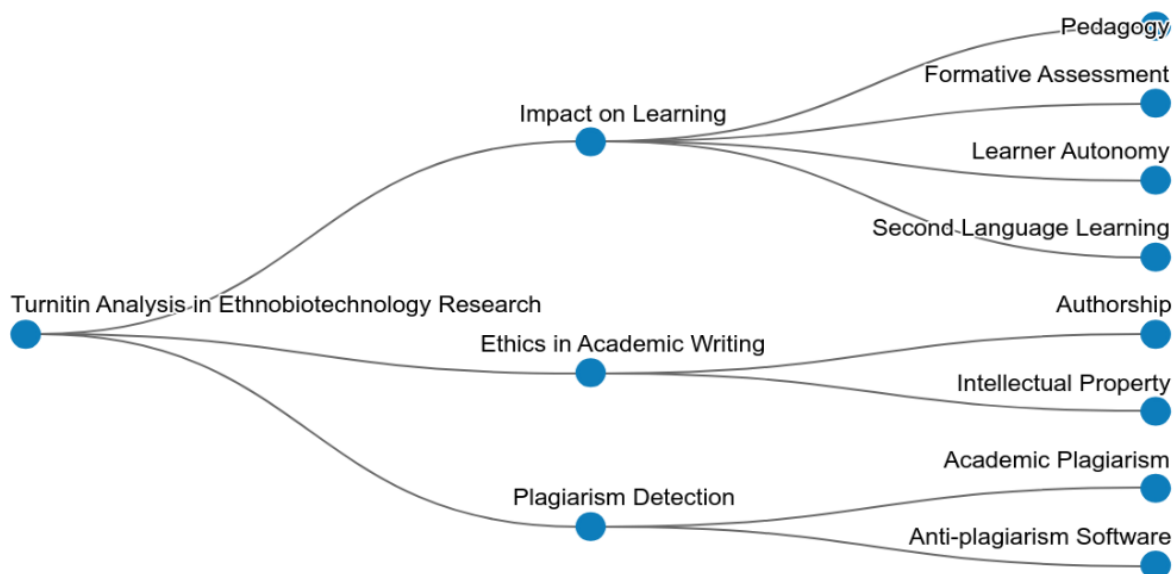 Pedagogy
Formative Assessment
Impact on Learning
Learner Autonomy
Second Language Learning
Turnitin Analysis in Ethnobiotechnology Research
Authorship
Ethics in Academic Writing
Intellectual Property
Academic Plagiarism
Plagiarism Detection
Anti-plagiarism Software